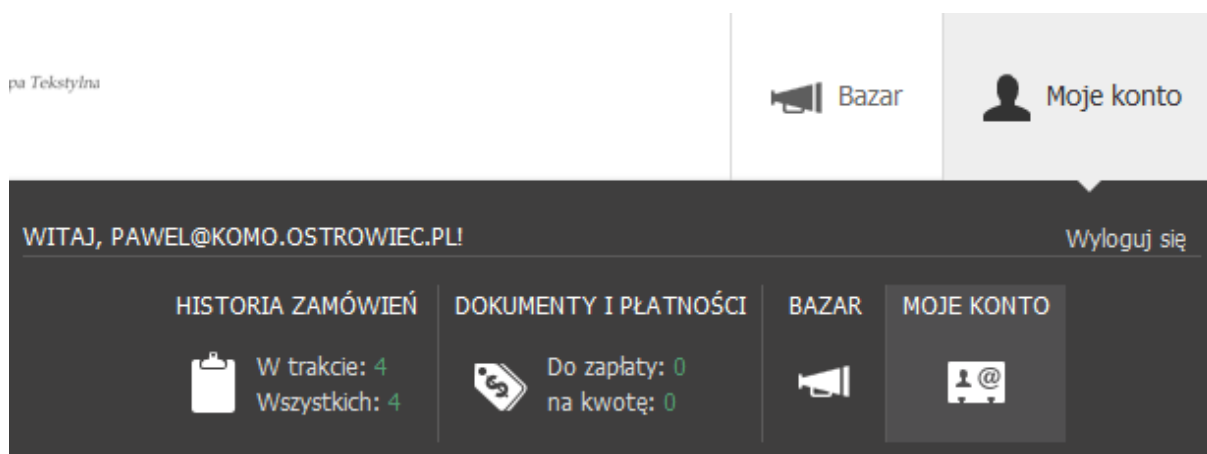 pa Tekstylna
Bazar
Moje konto
WITAJ, PAWEL@KOMO.OSTROWIEC.PL!
Wyloguj się
HISTORIA ZAMÓWIEŃ
W trakcie: 4
Wszystkich: 4
DOKUMENTY I PŁATNOŚCI
Do zapłaty: 0
na kwotę: 0
BAZAR
MOJE KONTO